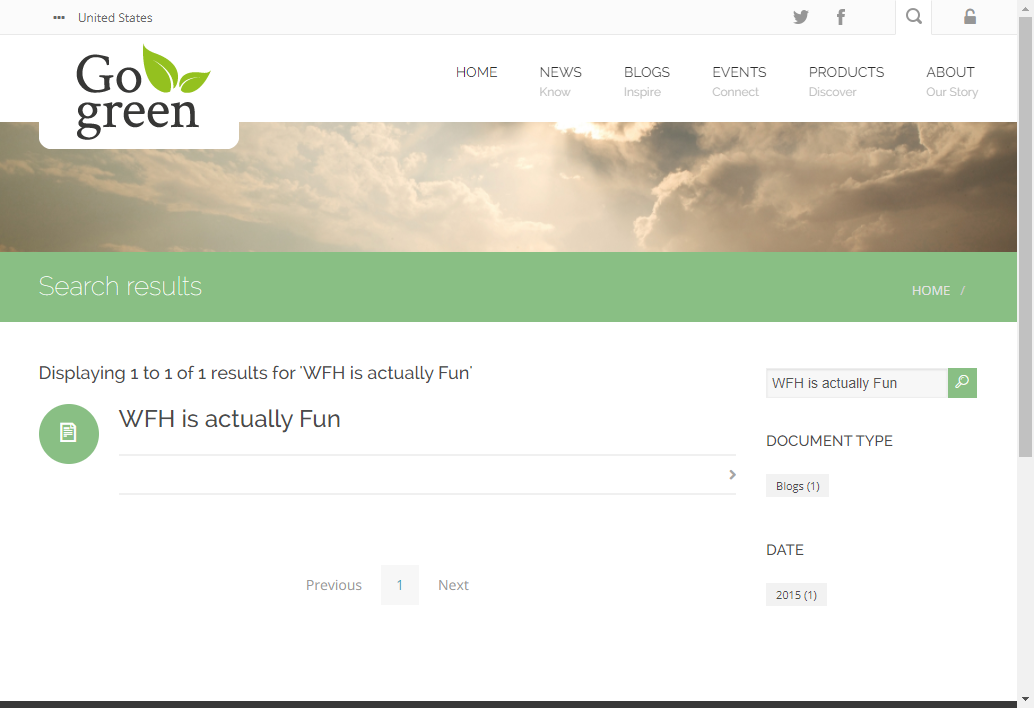 United States
Go
green
HOME
NEWS
Know
BLOGS
Inspire
EVENTS
Connect
PRODUCTS
Discover
ABOUT
Our Story
Search results
HOME /
Displaying 1 to 1 of 1 results for 'WFH is actually Fun'
WFH is actually Fun
Previous 1 Next
WFH is actually Fun
DOCUMENT TYPE
Blogs (1)
DATE
2015 (1)